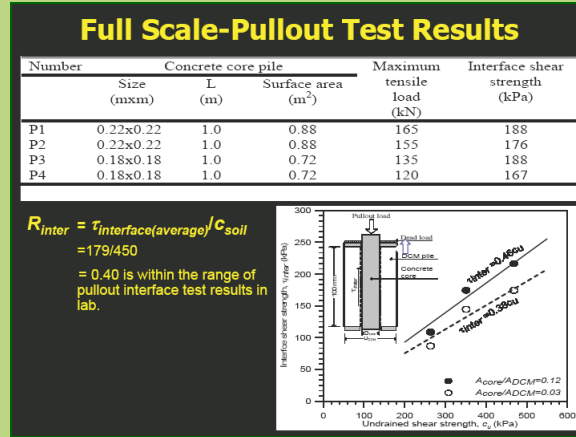 Full Scale-Pullout Test Results
Number Concrete core pile Maximum Interface shear
Size L Surface area tensile strength
(mxm) (m) (m²) load (kPa)
(kN)
P1 0.22x0.22 1.0 0.88 165 188
P2 0.22x0.22 1.0 0.88 155 176
P3 0.18x0.18 1.0 0.72 135 188
P4 0.18x0.18 1.0 0.72 120 167
R_inter = τ_interface(average)/c_soil
=179/450
= 0.40 is within the range of
pullout interface test results in
lab.
300
250
200
150
100
50
0
Interface shear strength, τ_inter (kPa)
Pullout load
Dead load
DCM pile
Concrete
core
τinter=0.46cu
τinter=0.38cu
Acore/ADCM=0.12
Acore/ADCM=0.03
0 100 200 300 400 500 600
Undrained shear strength, c_u (kPa)